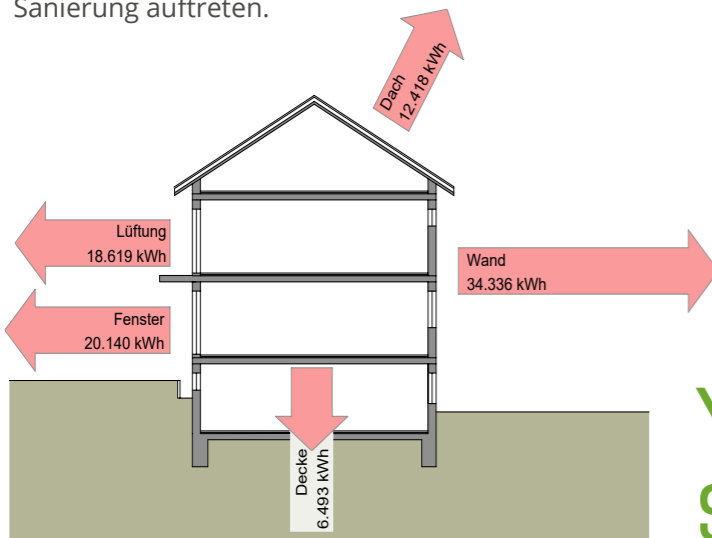 Sanierung auftreten.
Dach
12.418 kWh
Lüftung
18.619 kWh
Wand
34.336 kWh
Fenster
20.140 kWh
Decke
6.493 kWh